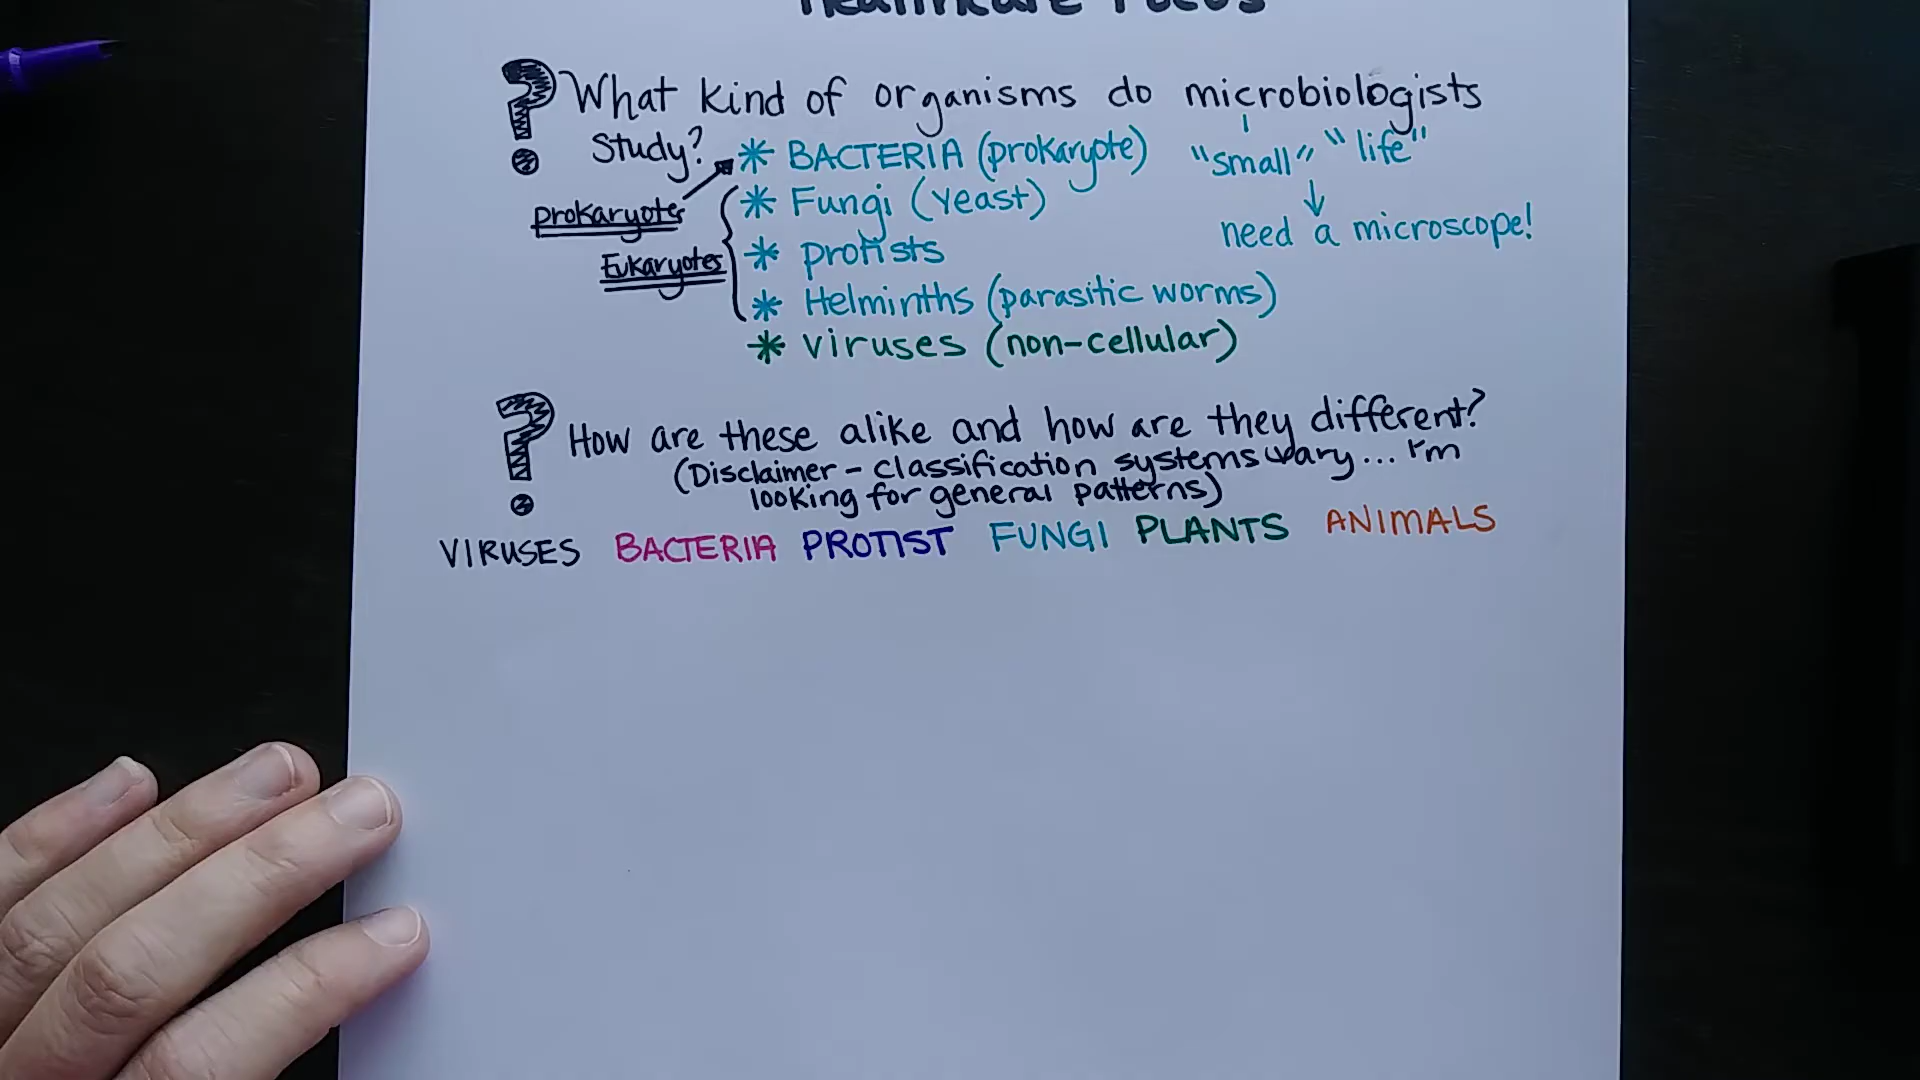 Healthcare Focus
? What kind of organisms do microbiologists
Study? * BACTERIA (prokaryote) "small" "life"
prokaryotes * Fungi (yeast) need a microscope!
Eukaryotes * protists
* Helminths (parasitic worms)
* viruses (non-cellular)
? How are these alike and how are they different?
(Disclaimer - classification systems vary... I'm
looking for general patterns)
VIRUSES BACTERIA PROTIST FUNGI PLANTS ANIMALS